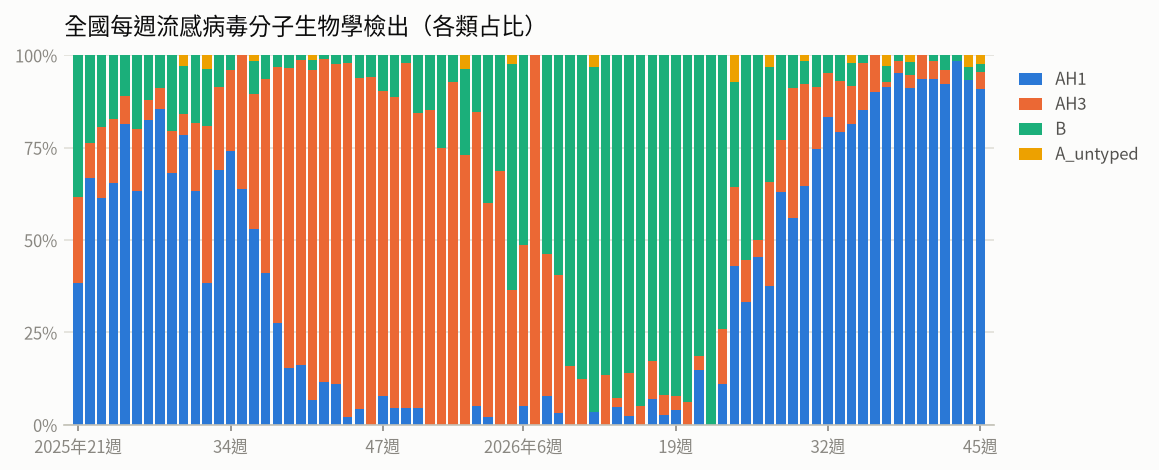 全國每週流感病毒分子生物學檢出（各類占比）
100%
75%
50%
25%
0%
2025年21週
34週
47週
2026年6週
19週
32週
45週
AH1
AH3
B
A_untyped